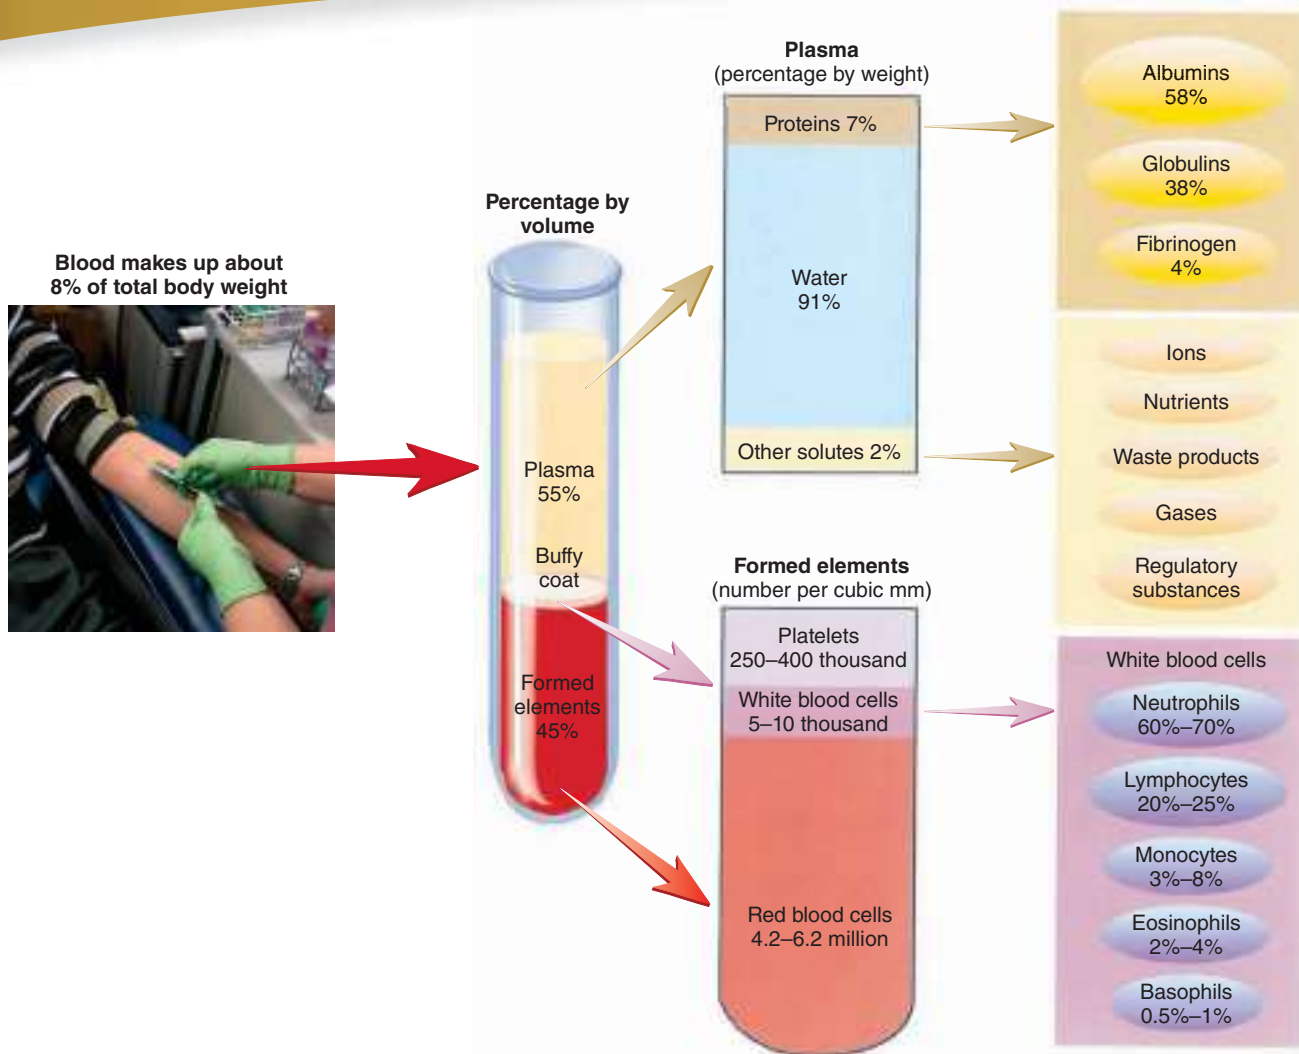 Blood makes up about
8% of total body weight
Percentage by
volume
Plasma
55%
Buffy
coat
Formed
elements
45%
Plasma
(percentage by weight)
Proteins 7%
Water
91%
Other solutes 2%
Albumins
58%
Globulins
38%
Fibrinogen
4%
Ions
Nutrients
Waste products
Gases
Regulatory
substances
Formed elements
(number per cubic mm)
Platelets
250–400 thousand
White blood cells
5–10 thousand
Red blood cells
4.2–6.2 million
White blood cells
Neutrophils
60%–70%
Lymphocytes
20%–25%
Monocytes
3%–8%
Eosinophils
2%–4%
Basophils
0.5%–1%